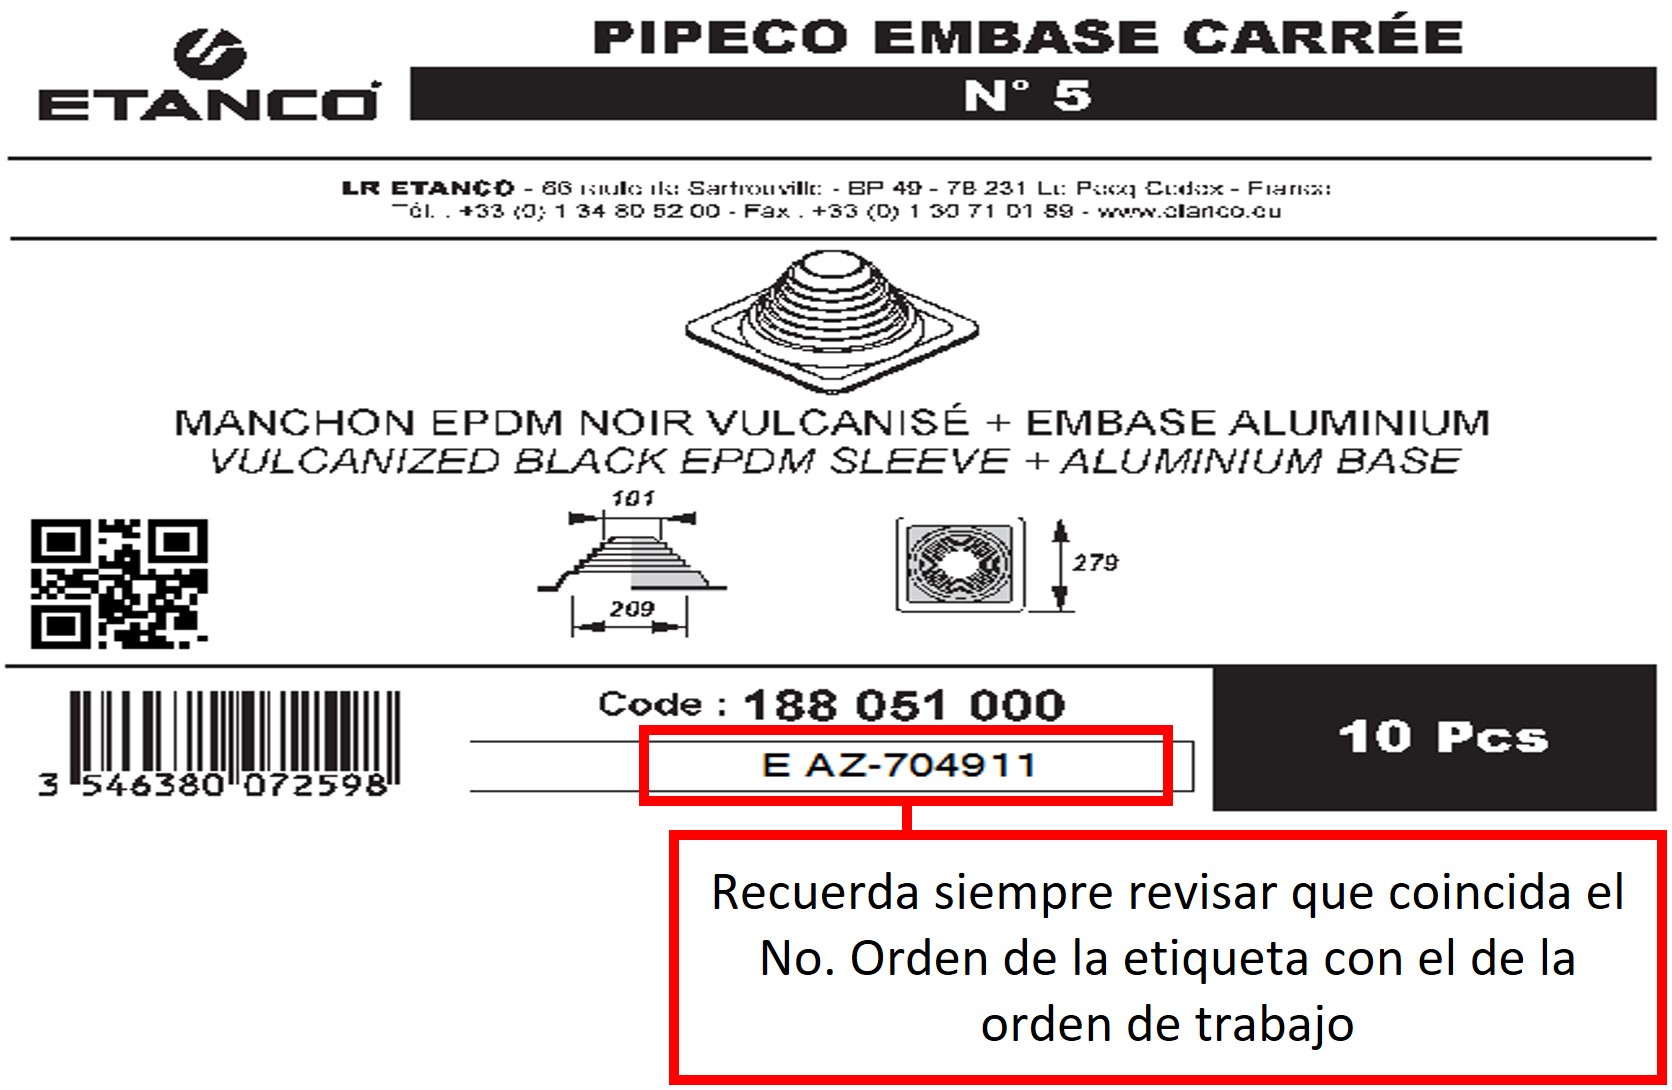 ETANCO
PIPECO EMBASE CARRÉE
N° 5
LR ETANCO - 66 route de Sartrouville - BP 49 - 78 231 Le Pecq Cedex - France
Tél. : +33 (0) 1 34 80 52 00 - Fax : +33 (0) 1 30 71 01 89 - www.etanco.eu
MANCHON EPDM NOIR VULCANISÉ + EMBASE ALUMINIUM
VULCANIZED BLACK EPDM SLEEVE + ALUMINIUM BASE
101
209
279
3 546380 072598
Code : 188 051 000
E AZ-704911
10 Pcs
Recuerda siempre revisar que coincida el
No. Orden de la etiqueta con el de la
orden de trabajo